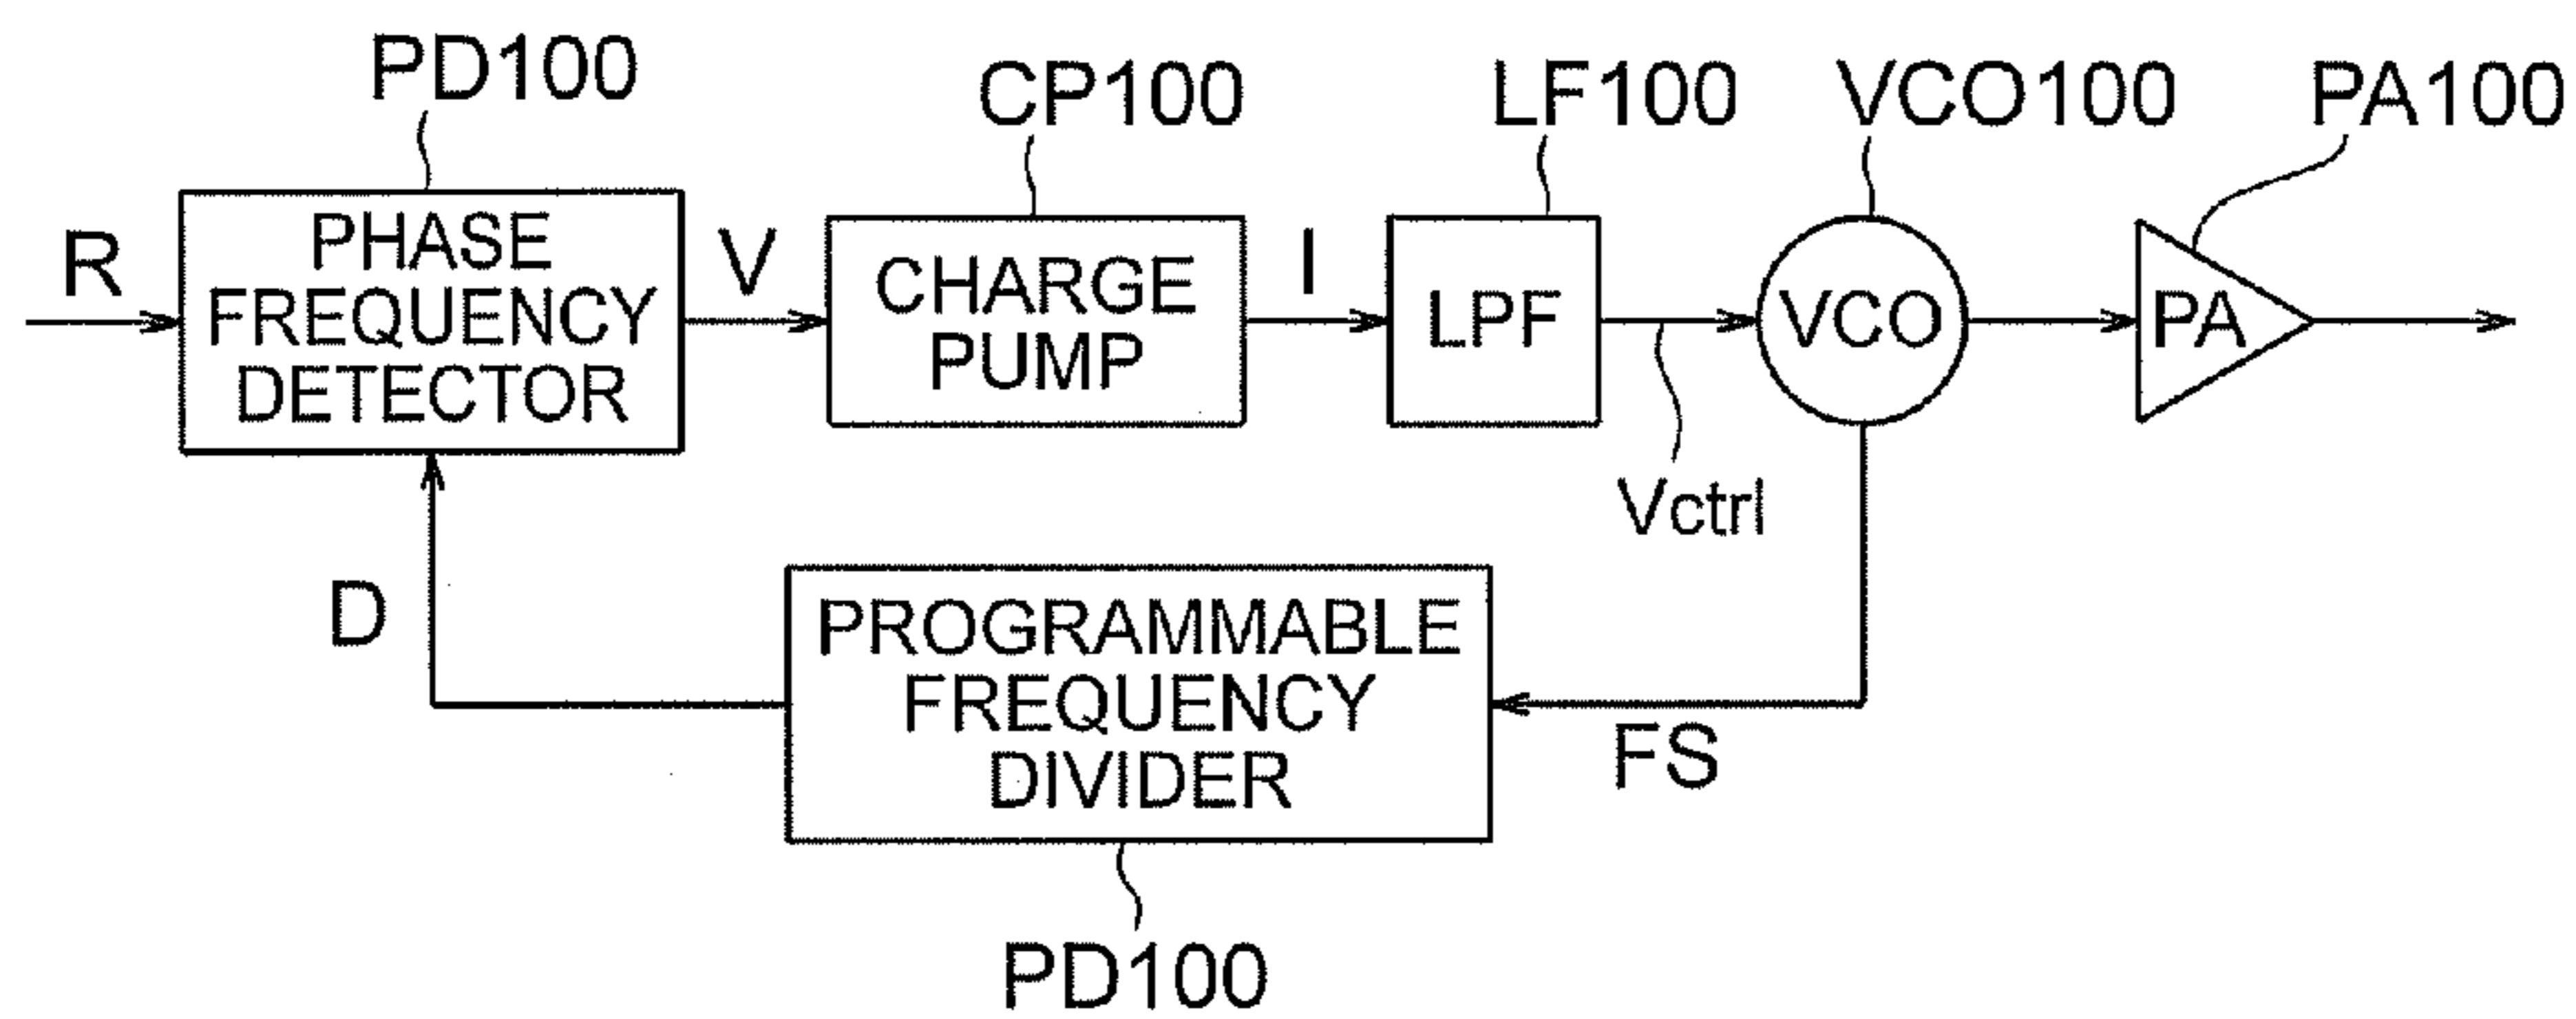 PD100
CP100
LF100
VCO100
PA100
R
PHASE
FREQUENCY
DETECTOR
V
CHARGE
PUMP
I
LPF
VCO
PA
Vctrl
D
PROGRAMMABLE
FREQUENCY
DIVIDER
FS
PD100